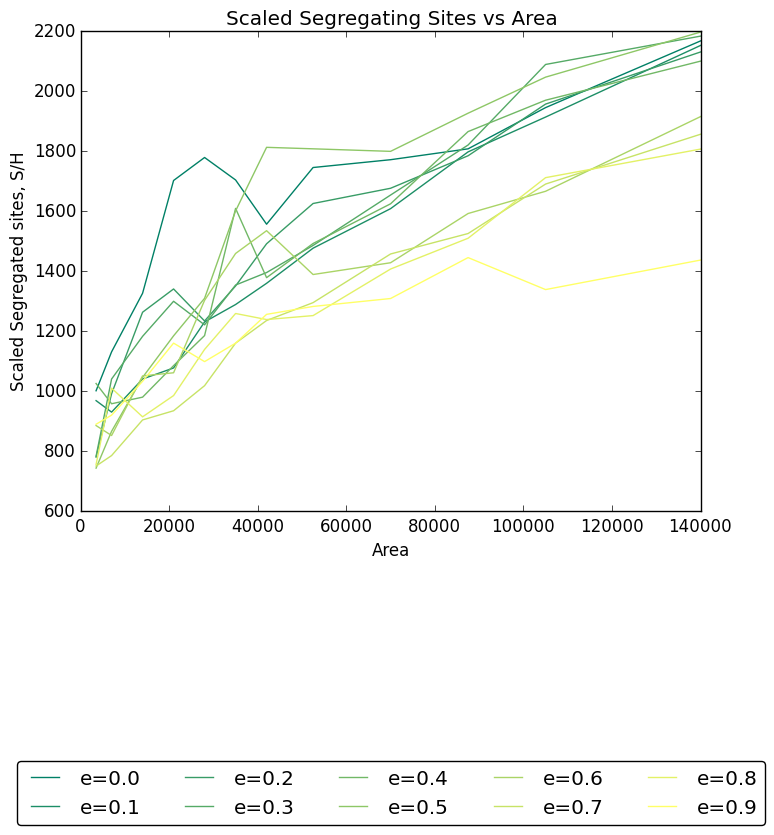 Scaled Segregating Sites vs Area
2200
2000
1800
1600
1400
1200
1000
800
600
Scaled Segregated sites, S/H
0 20000 40000 60000 80000 100000 120000 140000
Area
e=0.0 e=0.2 e=0.4 e=0.6 e=0.8
e=0.1 e=0.3 e=0.5 e=0.7 e=0.9